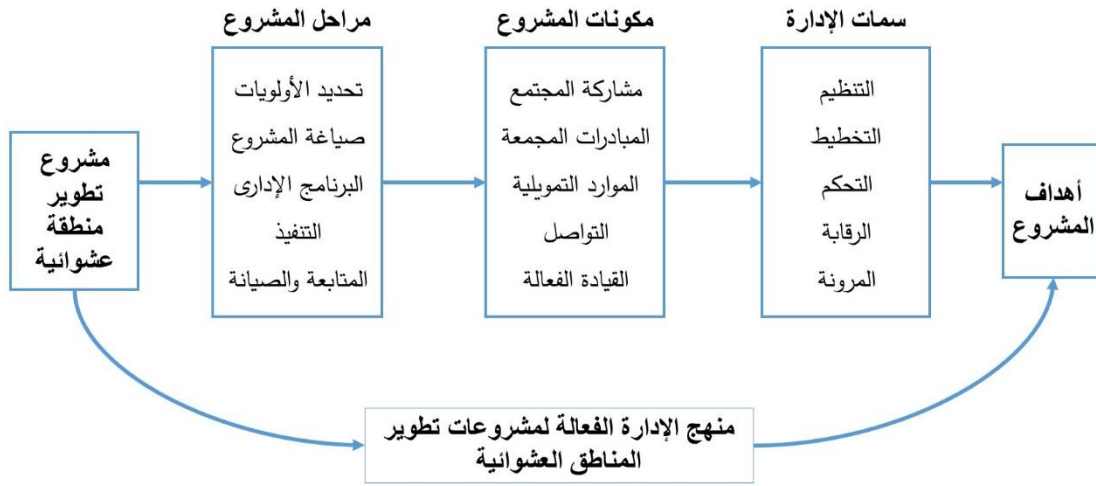 مراحل المشروع
مكونات المشروع
سمات الإدارة
مشروع
تطوير
منطقة
عشوائية
تحديد الأولويات
صياغة المشروع
البرنامج الإدارى
التنفيذ
المتابعة والصيانة
مشاركة المجتمع
المبادرات المجمعة
الموارد التمويلية
التواصل
القيادة الفعالة
التنظيم
التخطيط
التحكم
الرقابة
المرونة
أهداف
المشروع
منهج الإدارة الفعالة لمشروعات تطوير
المناطق العشوائية